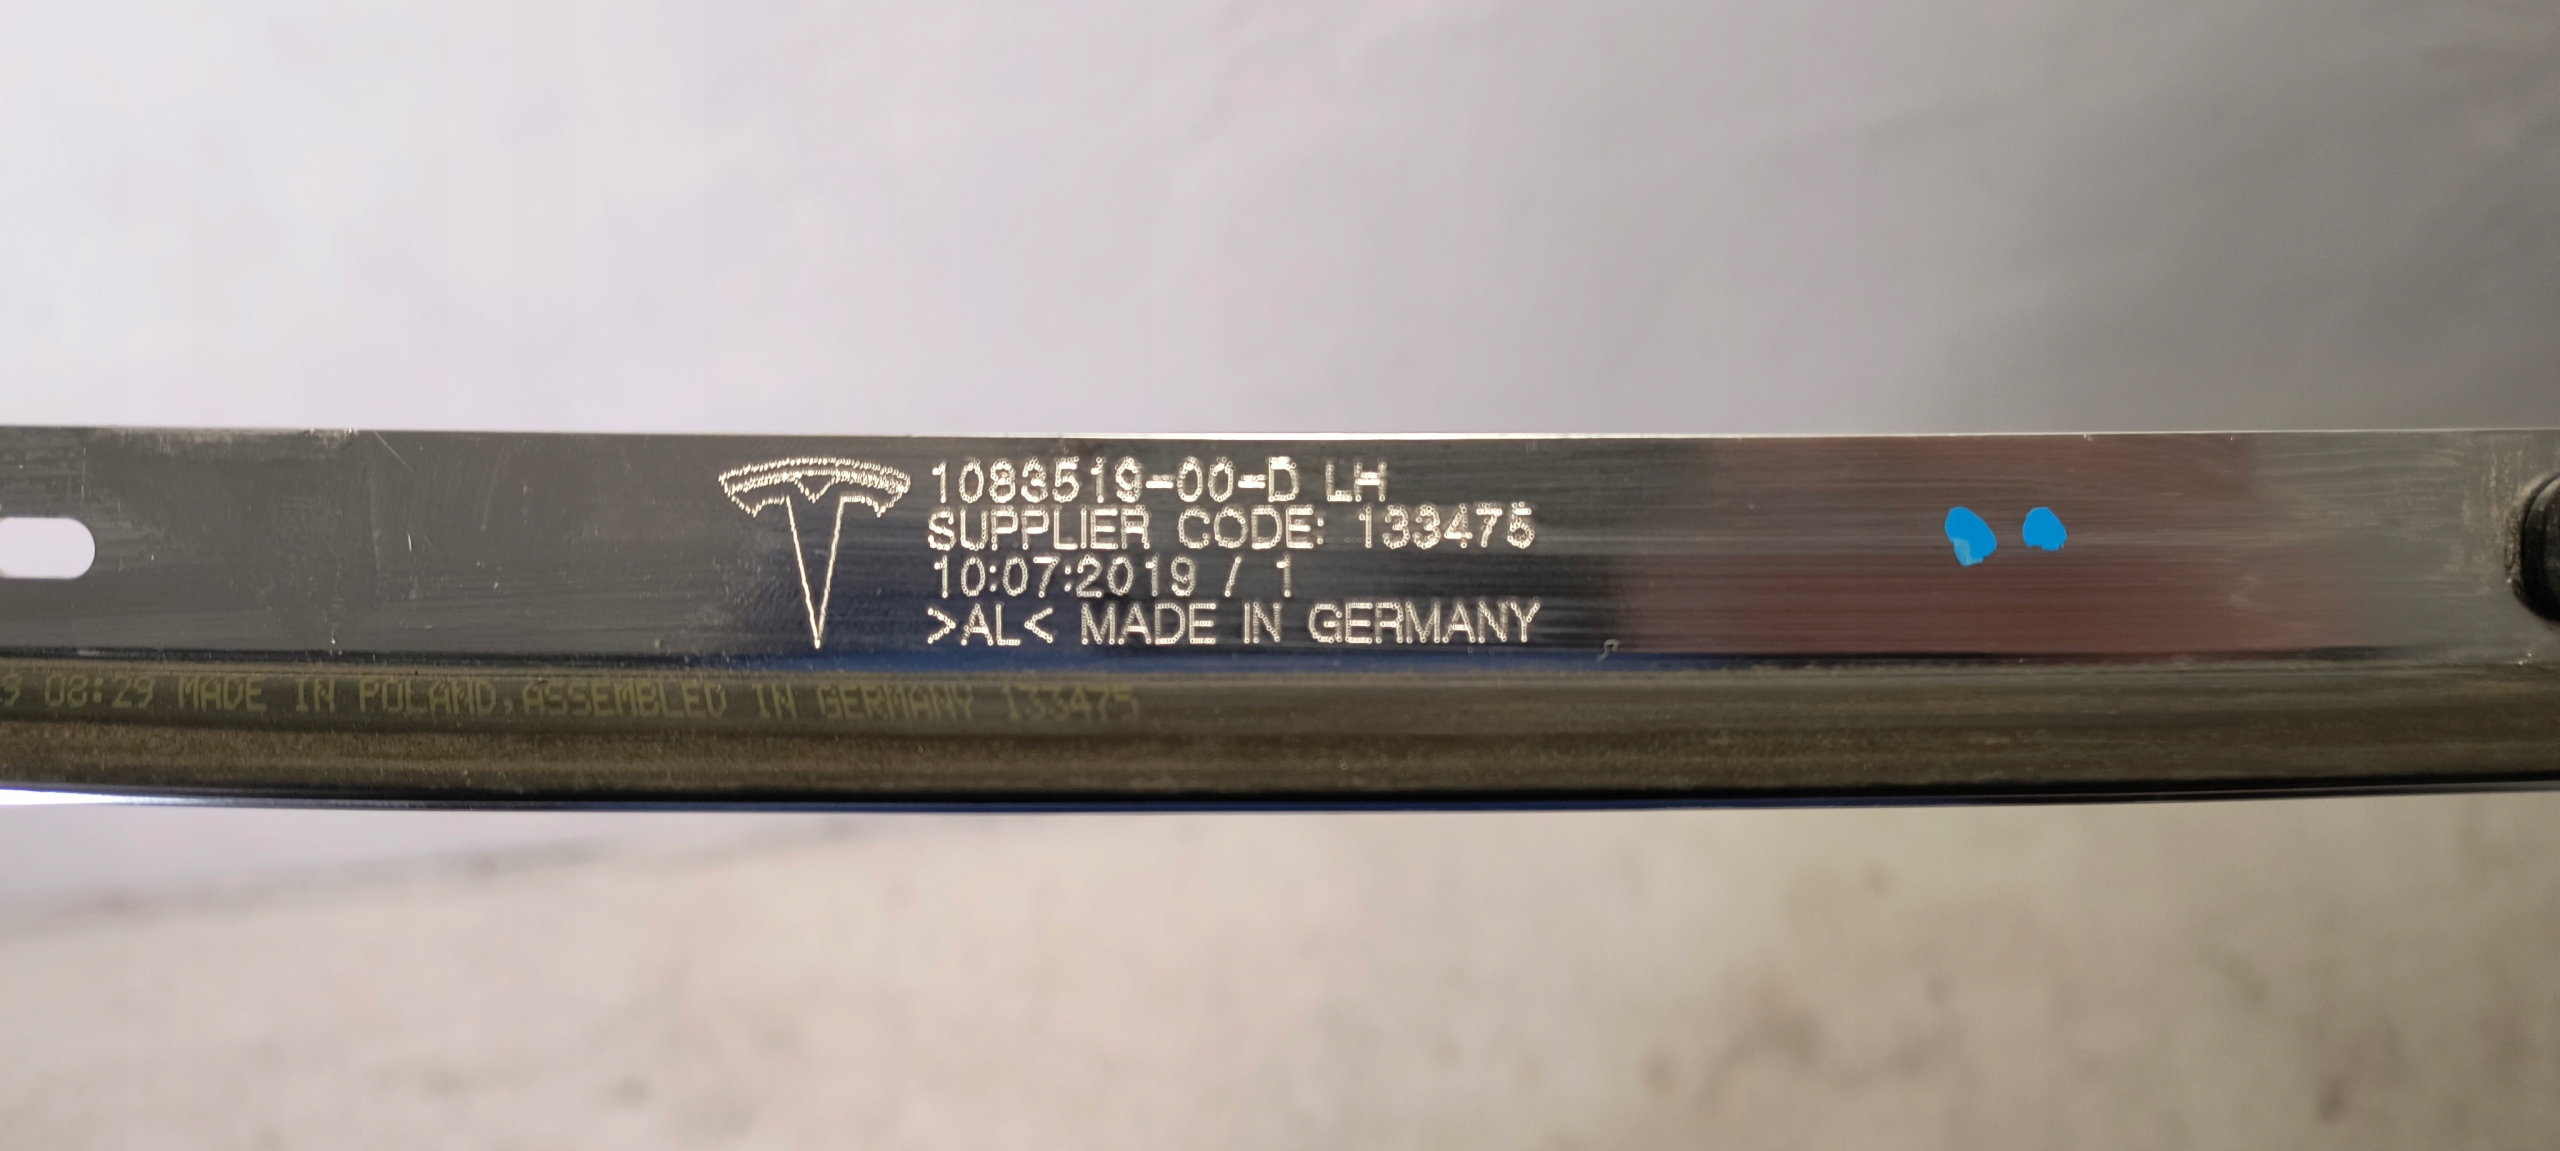 1083519-00-D LH
SUPPLIER CODE: 133475
10:07:2019 / 1
>AL< MADE IN GERMANY
9 08:29 MADE IN POLAND,ASSEMBLED IN GERMANY 133475